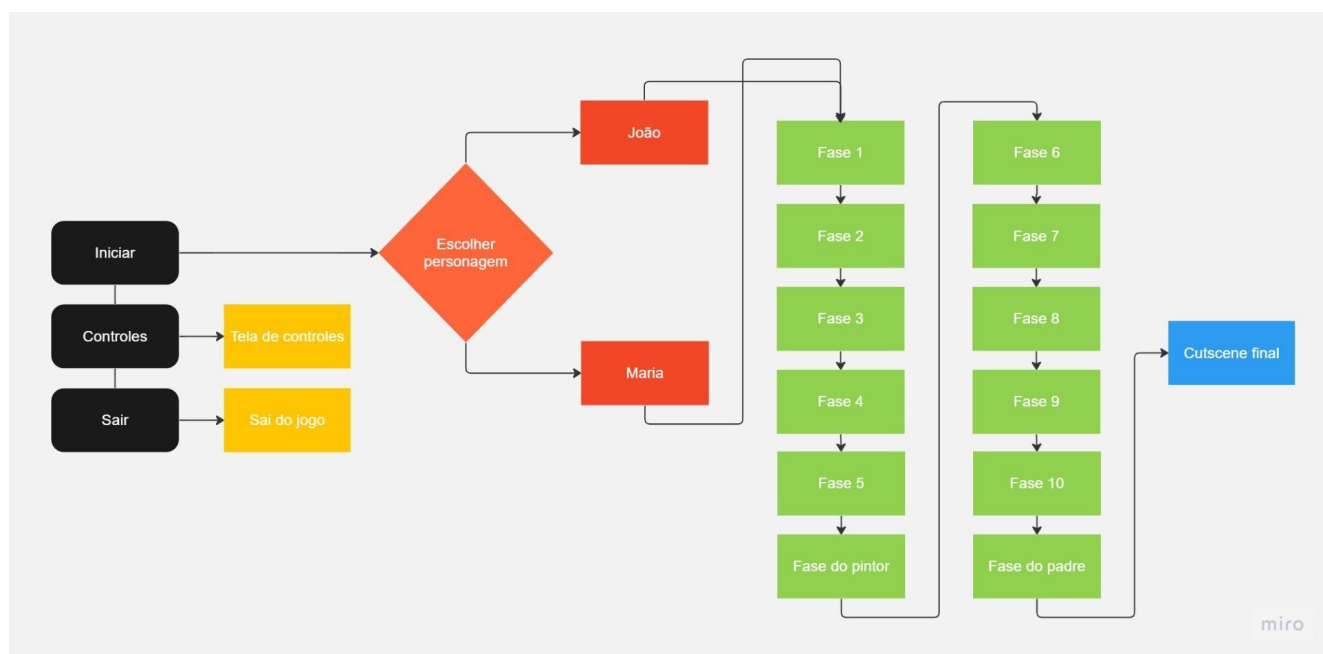 Iniciar
Controles
Sair
Tela de controles
Sai do jogo
Escolher
personagem
João
Maria
Fase 1
Fase 2
Fase 3
Fase 4
Fase 5
Fase do pintor
Fase 6
Fase 7
Fase 8
Fase 9
Fase 10
Fase do padre
Cutscene final
miro